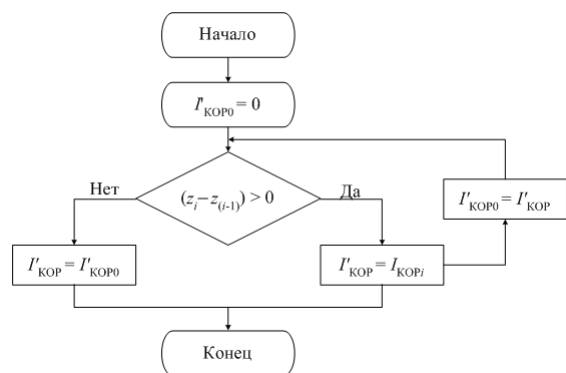 Начало
I'КОР0 = 0
Нет
(zi – z(i-1)) > 0
Да
I'КОР0 = I'КОР
I'КОР = I'КОР0
I'КОР = IКОРi
Конец